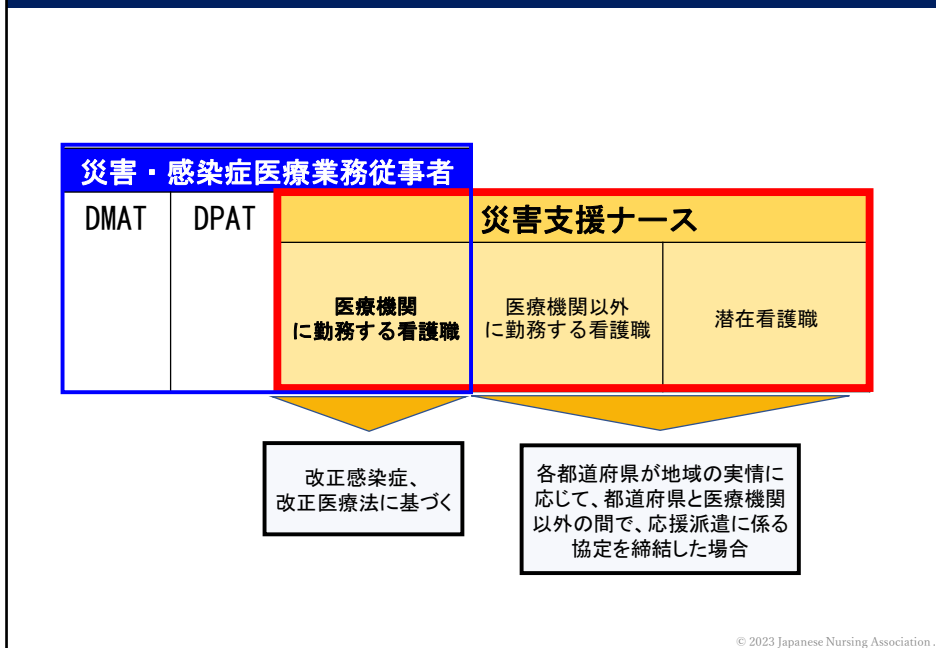 災害・感染症医療業務従事者
DMAT
DPAT
災害支援ナース
医療機関
に勤務する看護職
医療機関以外
に勤務する看護職
潜在看護職
改正感染症、
改正医療法に基づく
各都道府県が地域の実情に
応じて、都道府県と医療機関
以外の間で、応援派遣に係る
協定を締結した場合
© 2023 Japanese Nursing Association .